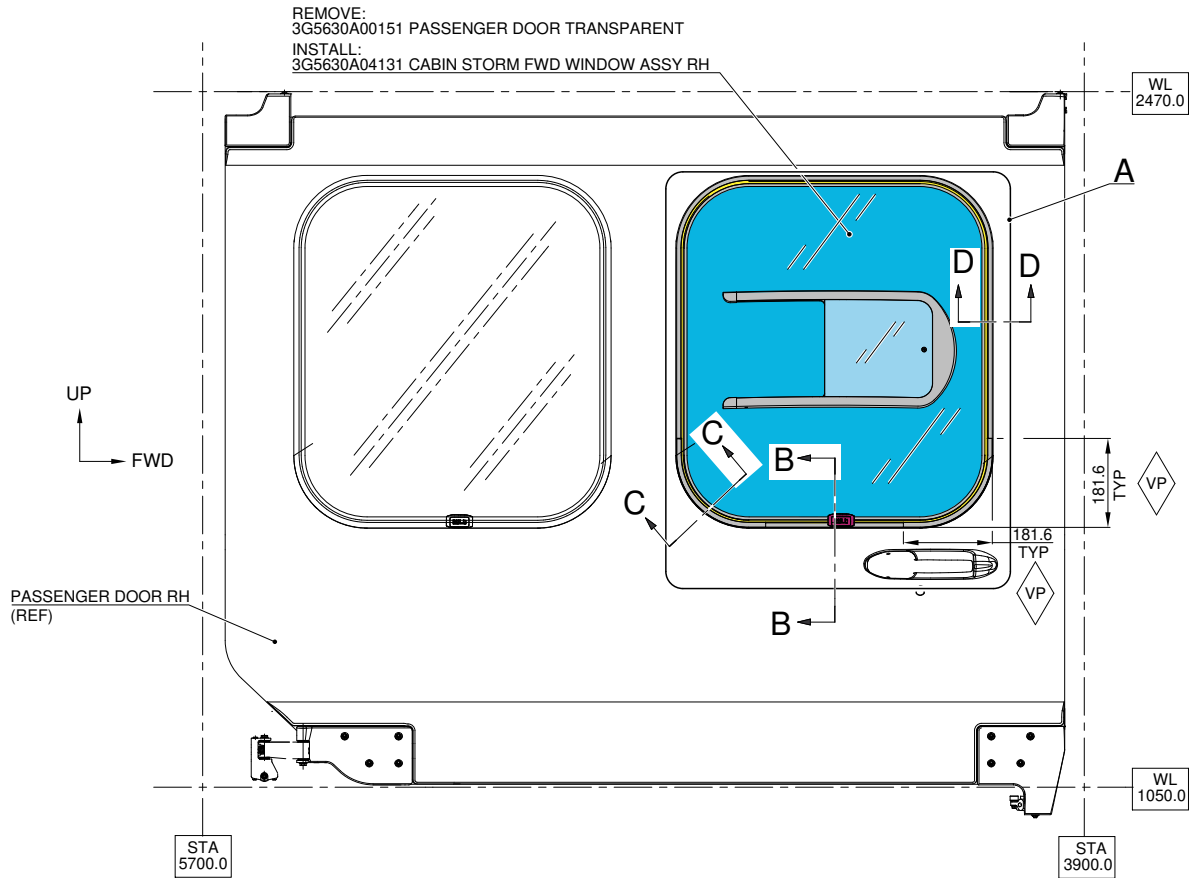 REMOVE:
3G5630A00151 PASSENGER DOOR TRANSPARENT
INSTALL:
3G5630A04131 CABIN STORM FWD WINDOW ASSY RH
WL
2470.0
A
D
D
UP
FWD
C
B
C
181.6
TYP
VP
181.6
TYP
VP
PASSENGER DOOR RH
(REF)
B
WL
1050.0
STA
5700.0
STA
3900.0